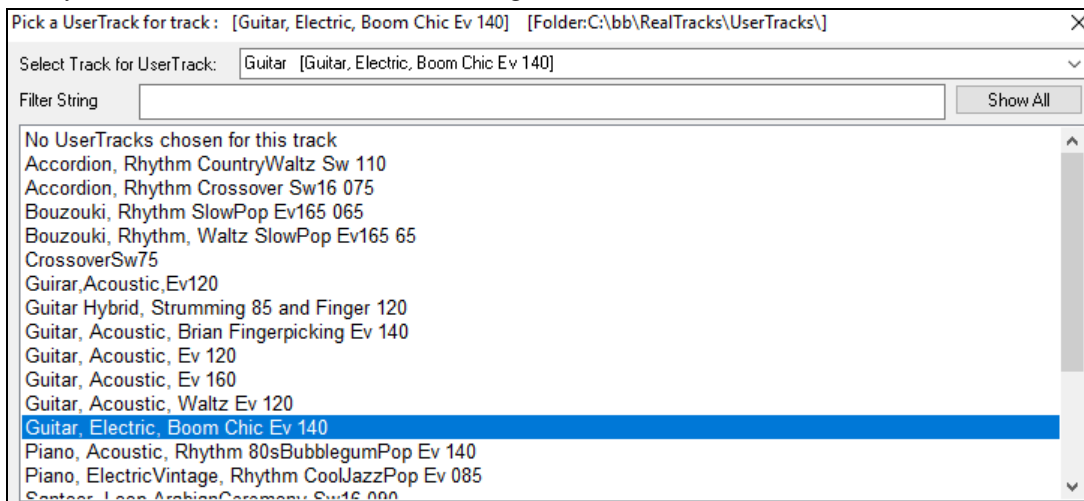 Pick a UserTrack for track :   [Guitar, Electric, Boom Chic Ev 140]   [Folder:C:\bb\RealTracks\UserTracks\]
Select Track for UserTrack:   Guitar   [Guitar, Electric, Boom Chic Ev 140]
Filter String   Show All
No UserTracks chosen for this track
Accordion, Rhythm CountryWaltz Sw 110
Accordion, Rhythm Crossover Sw16 075
Bouzouki, Rhythm SlowPop Ev165 065
Bouzouki, Rhythm, Waltz SlowPop Ev165 65
CrossoverSw75
Guirar,Acoustic,Ev120
Guitar Hybrid, Strumming 85 and Finger 120
Guitar, Acoustic, Brian Fingerpicking Ev 140
Guitar, Acoustic, Ev 120
Guitar, Acoustic, Ev 160
Guitar, Acoustic, Waltz Ev 120
Guitar, Electric, Boom Chic Ev 140
Piano, Acoustic, Rhythm 80sBubblegumPop Ev 140
Piano, ElectricVintage, Rhythm CoolJazzPop Ev 085
Santoor, Loop ArabianCeremony Sw16 090